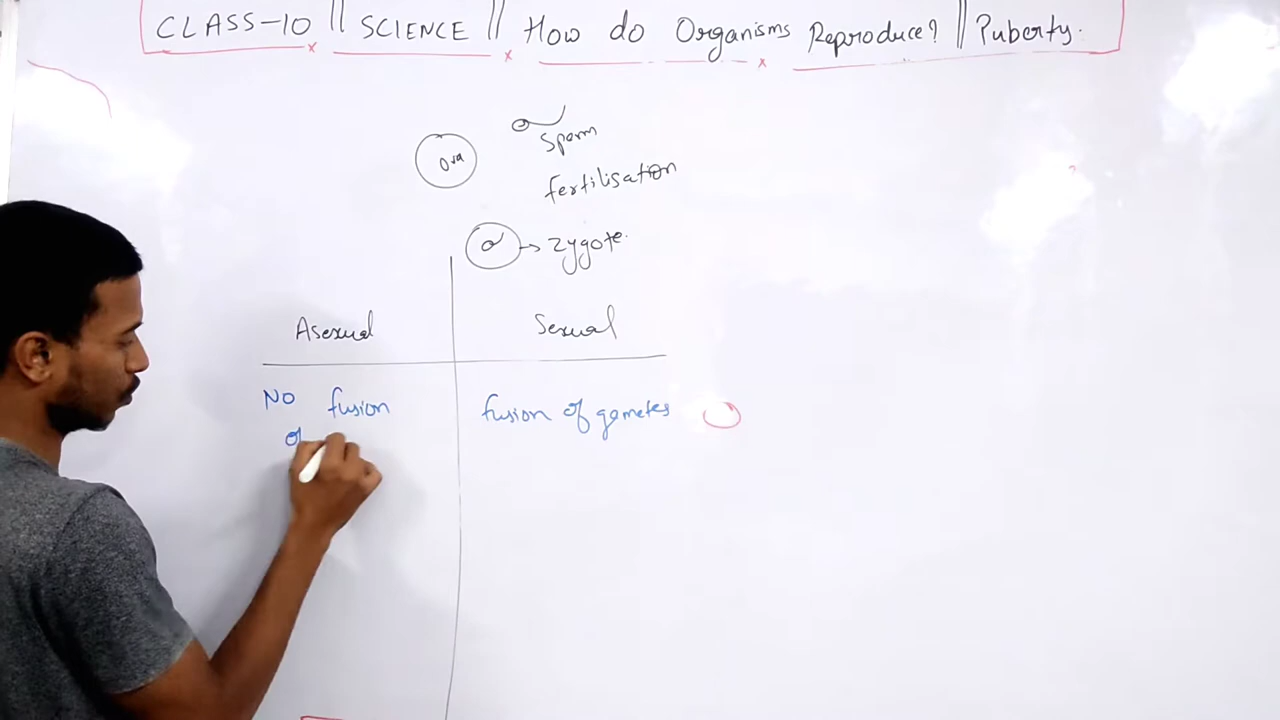 CLASS-10 || SCIENCE || How do Organisms Reproduce? || Puberty.
Ova
Sperm
fertilisation
→ Zygote.
Asexual
Sexual
No fusion
of
fusion of gametes